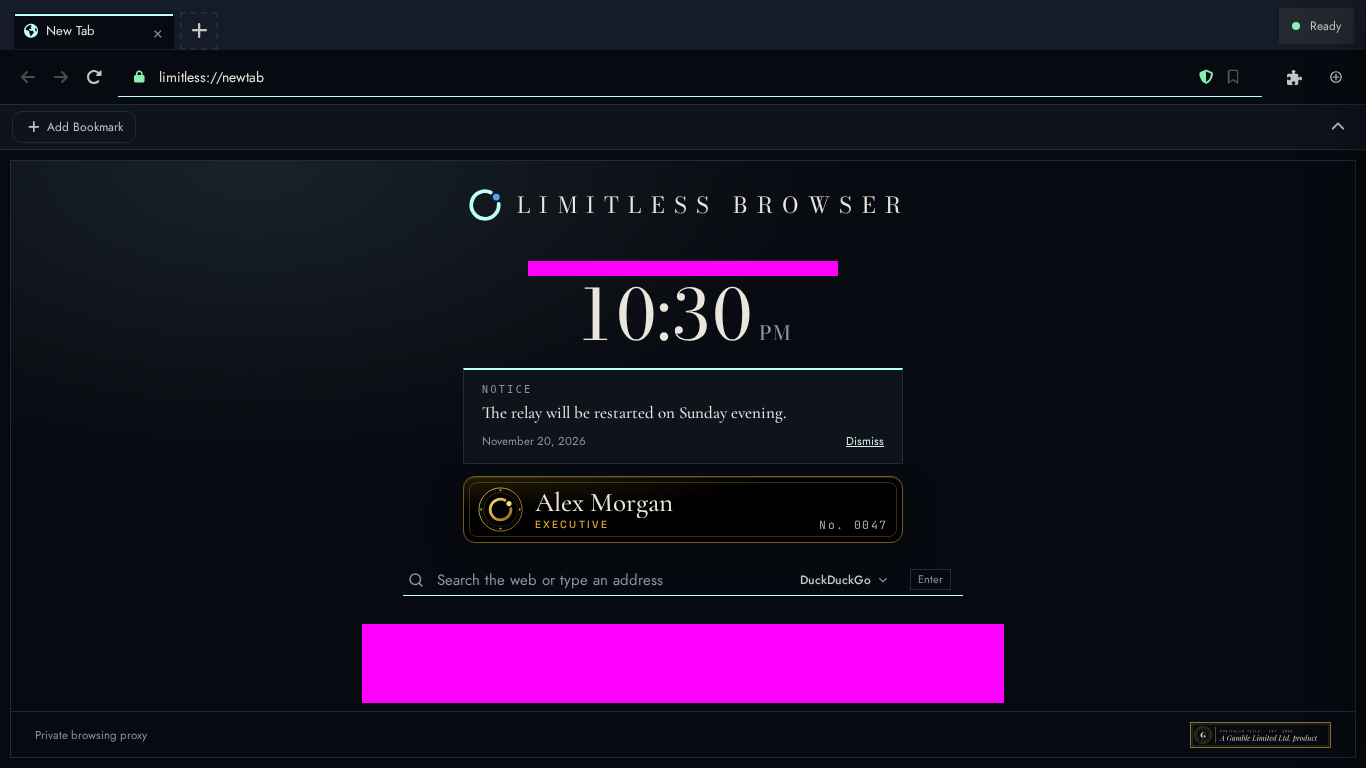 New Tab
Ready
limitless://newtab
Add Bookmark
LIMITLESS BROWSER
10:30 PM
NOTICE
The relay will be restarted on Sunday evening.
November 20, 2026
Dismiss
Alex Morgan
EXECUTIVE
No. 0047
Search the web or type an address
DuckDuckGo
Enter
Private browsing proxy
G
A Gamble Limited Ltd. product